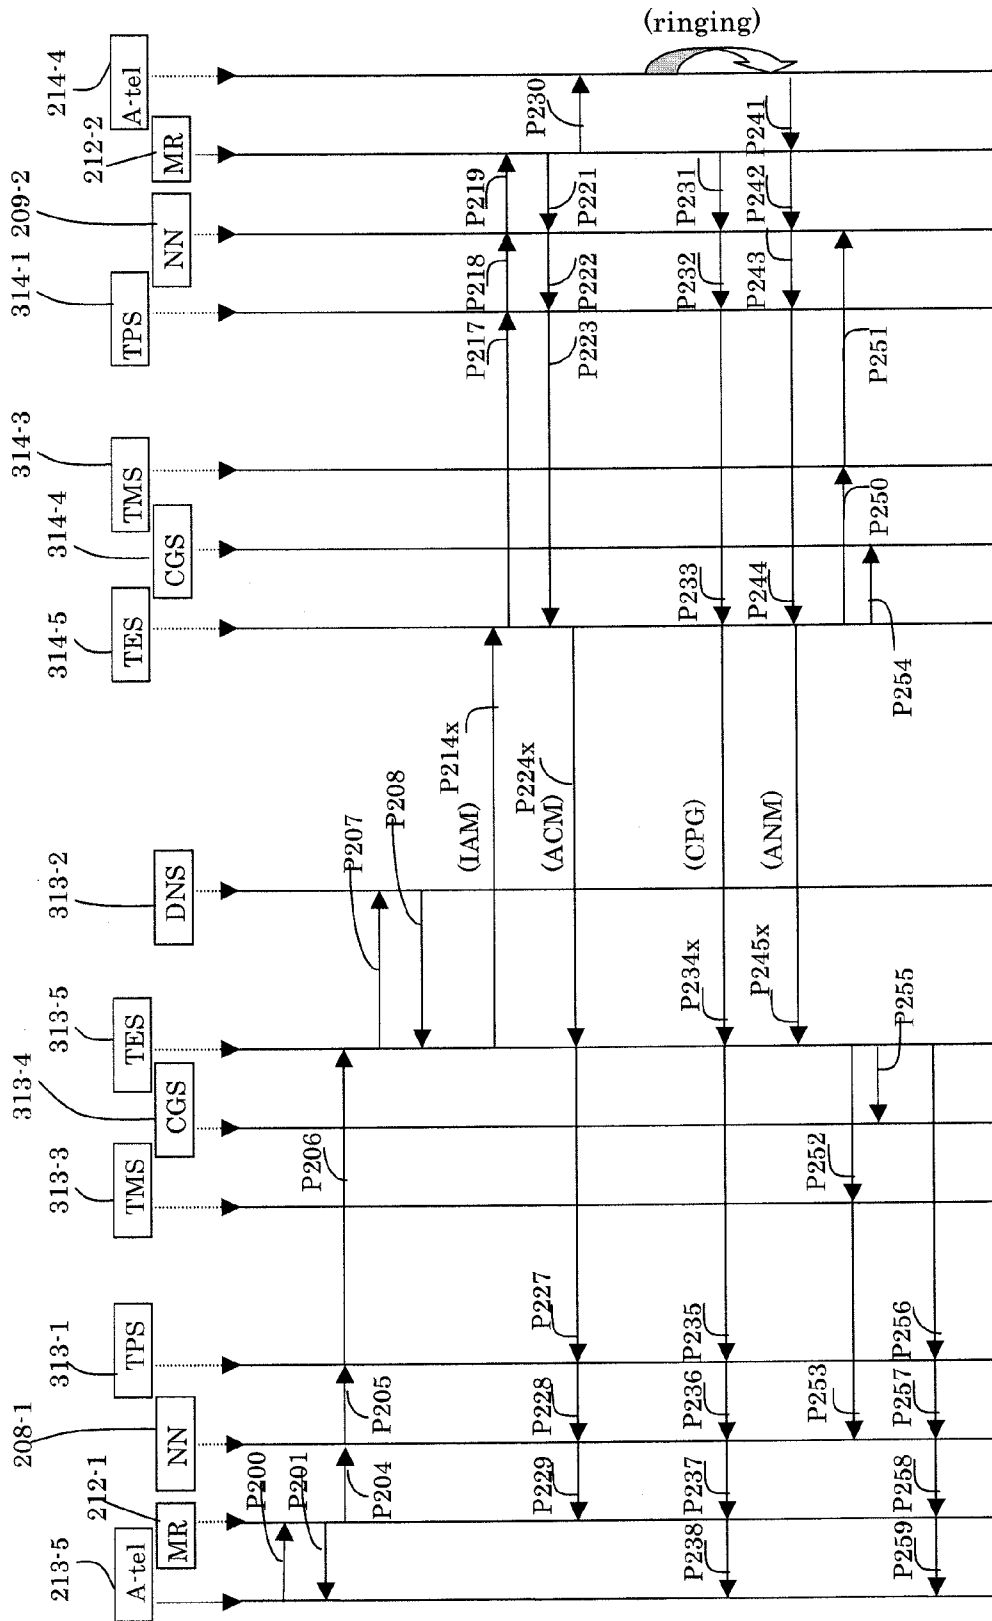 213-5
212-1
208-1
313-1
313-3
313-4
313-5
313-2
314-5
314-4
314-3
314-1
209-2
212-2
214-4
A-tel
MR
NN
TPS
TMS
CGS
TES
DNS
TES
CGS
TMS
TPS
NN
MR
A-tel
P200
P201
P204
P205
P206
P207
P208
P214x
(IAM)
P217
P218
P219
P221
P222
P223
P224x
(ACM)
P227
P228
P229
P230
(ringing)
P231
P232
P233
(CPG)
P234x
P235
P236
P237
P238
P241
P242
P243
P244
(ANM)
P245x
P250
P251
P252
P253
P254
P255
P256
P257
P258
P259